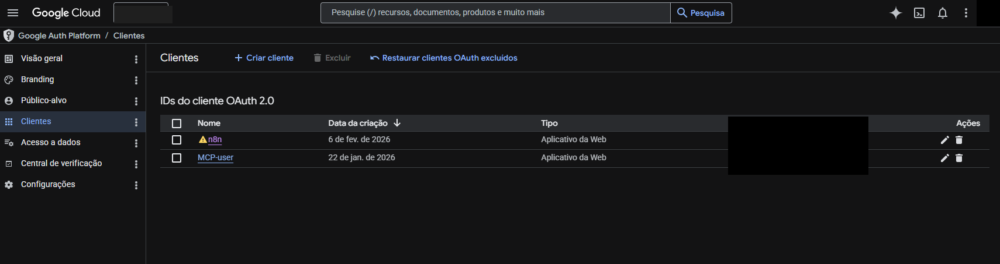 Google Cloud
Pesquise (/) recursos, documentos, produtos e muito mais
Pesquisa
Google Auth Platform / Clientes
Visão geral
Branding
Público-alvo
Clientes
Acesso a dados
Central de verificação
Configurações
Clientes
Criar cliente
Excluir
Restaurar clientes OAuth excluídos
IDs do cliente OAuth 2.0
Nome Data da criação Tipo Ações
n8n 6 de fev. de 2026 Aplicativo da Web
MCP-user 22 de jan. de 2026 Aplicativo da Web